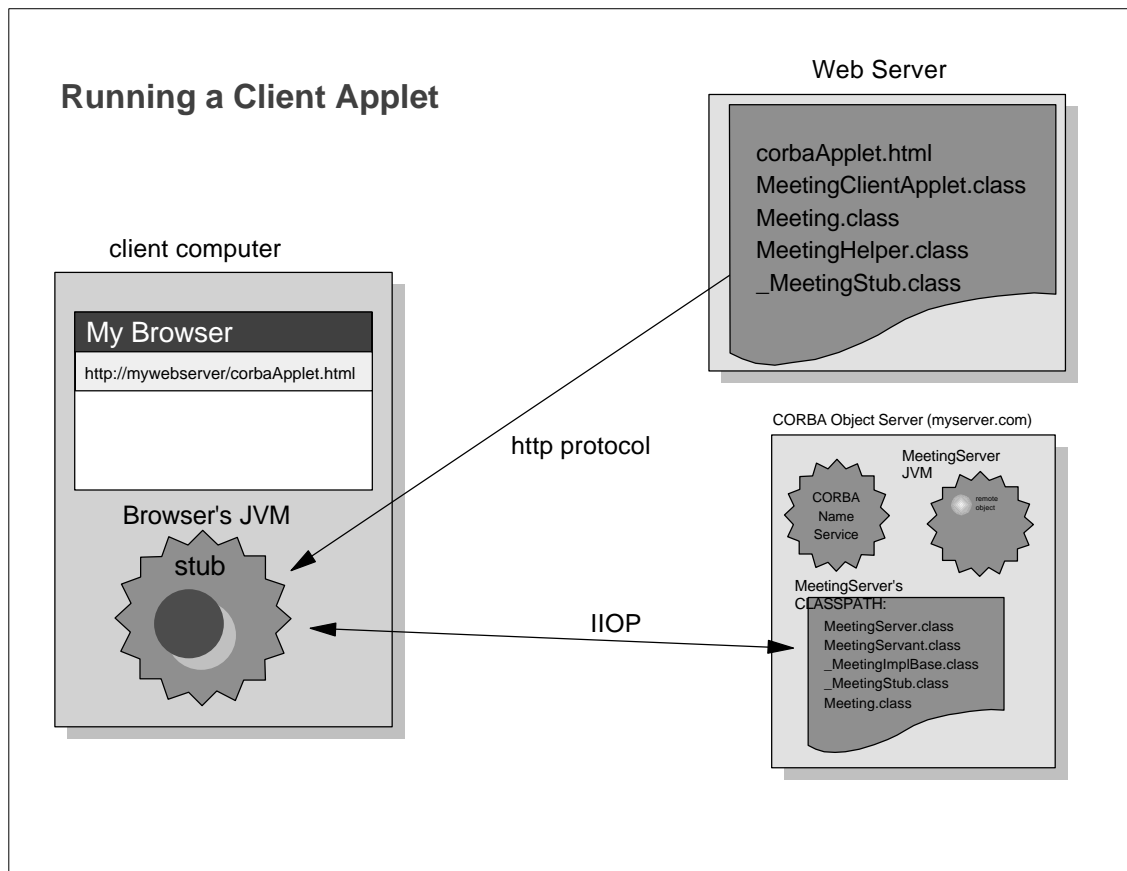 Running a Client Applet
Web Server
corbaApplet.html
MeetingClientApplet.class
Meeting.class
MeetingHelper.class
_MeetingStub.class
client computer
My Browser
http://mywebserver/corbaApplet.html
http protocol
Browser's JVM
stub
IIOP
CORBA Object Server (myserver.com)
CORBA
Name
Service
MeetingServer
JVM
remote
object
MeetingServer's
CLASSPATH:
MeetingServer.class
MeetingServant.class
_MeetingImplBase.class
_MeetingStub.class
Meeting.class